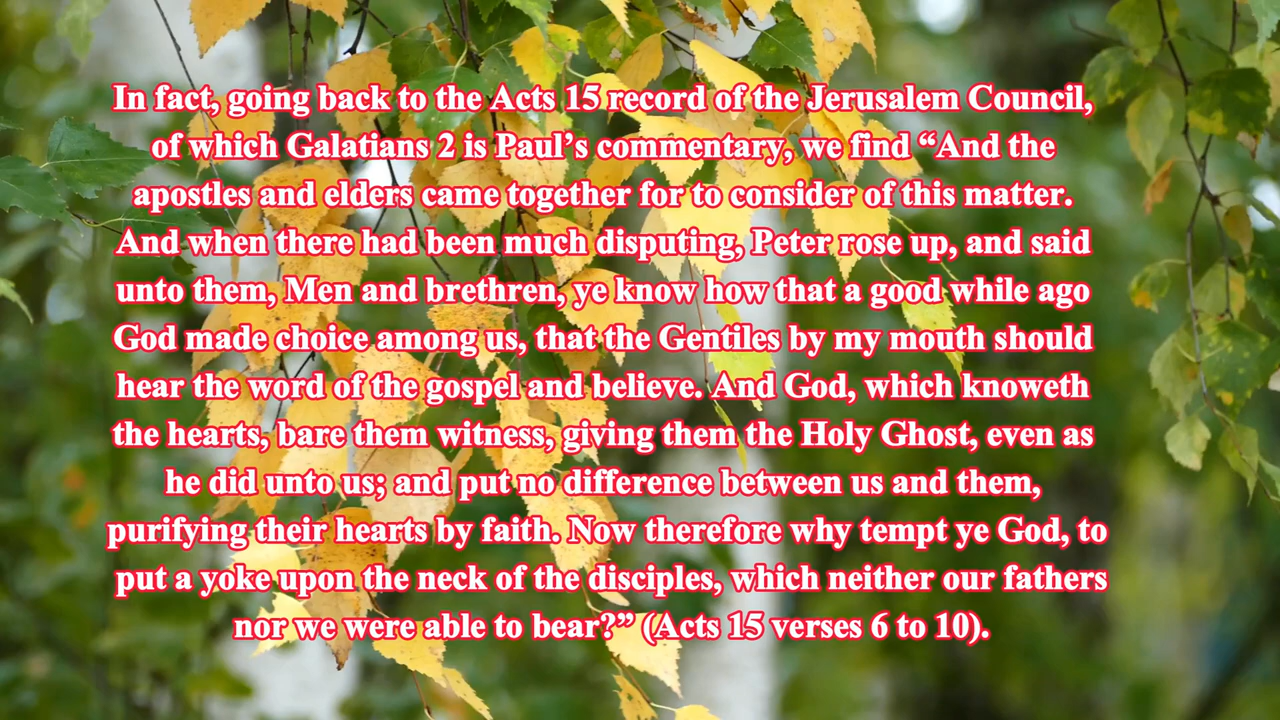 In fact, going back to the Acts 15 record of the Jerusalem Council,
of which Galatians 2 is Paul’s commentary, we find “And the
apostles and elders came together for to consider of this matter.
And when there had been much disputing, Peter rose up, and said
unto them, Men and brethren, ye know how that a good while ago
God made choice among us, that the Gentiles by my mouth should
hear the word of the gospel and believe. And God, which knoweth
the hearts, bare them witness, giving them the Holy Ghost, even as
he did unto us; and put no difference between us and them,
purifying their hearts by faith. Now therefore why tempt ye God, to
put a yoke upon the neck of the disciples, which neither our fathers
nor we were able to bear?” (Acts 15 verses 6 to 10).